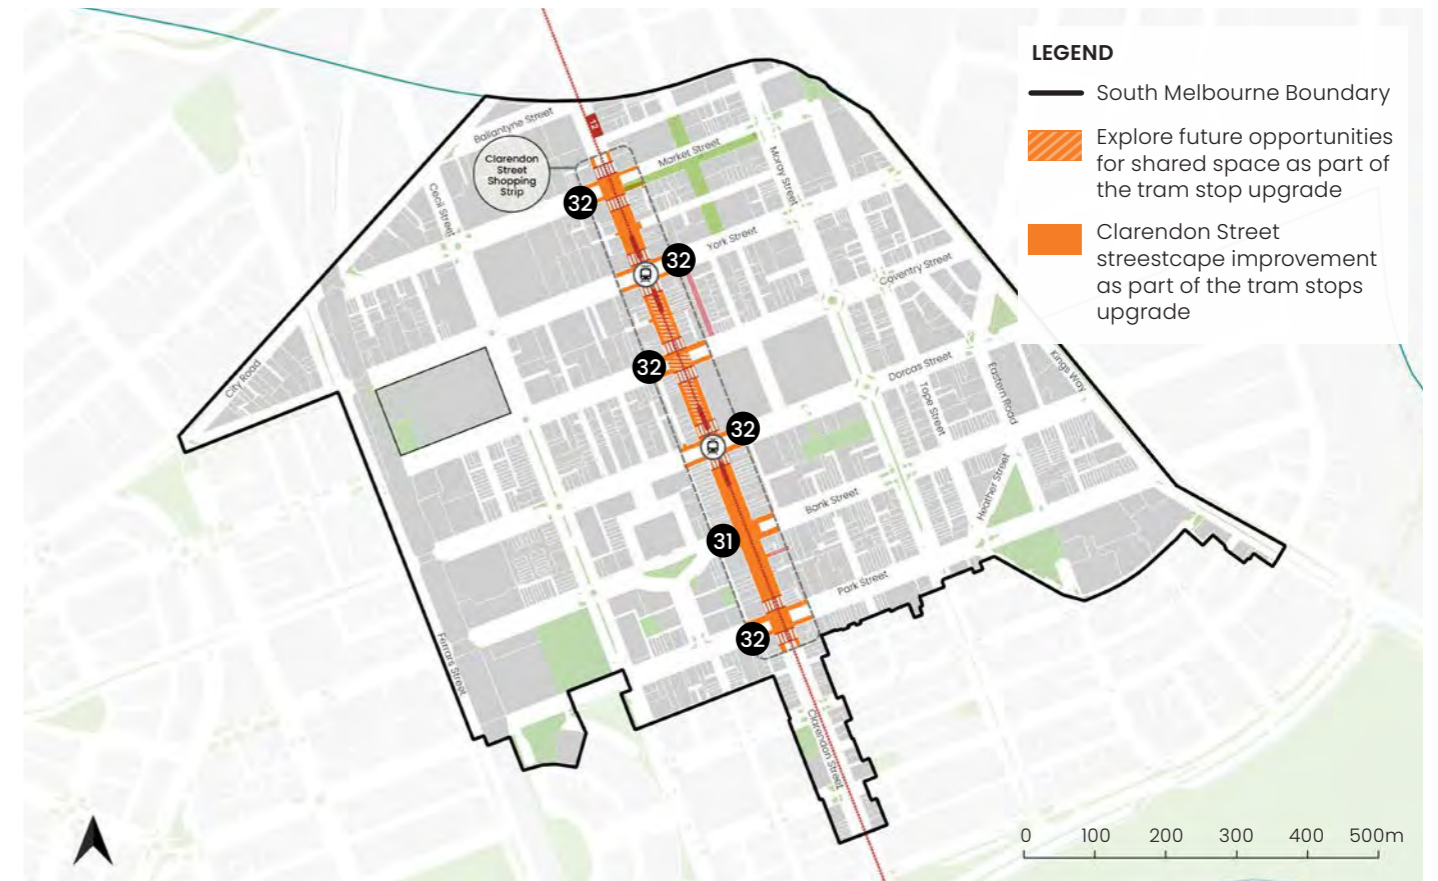 LEGEND
South Melbourne Boundary
Explore future opportunities
for shared space as part of
the tram stop upgrade
Clarendon Street
streestcape improvement
as part of the tram stops
upgrade
12
Ballantyne Street
Clarendon
Street
Shopping
Strip
Market Street
Moray Street
Cecil Street
32
York Street
32
Coventry Street
32
City Road
Dorcas Street
Tope Street
Eastern Road
Kings Way
32
Heather Street
Bank Street
31
Park Street
32
Ferrars Street
Clarendon Street
0 100 200 300 400 500m